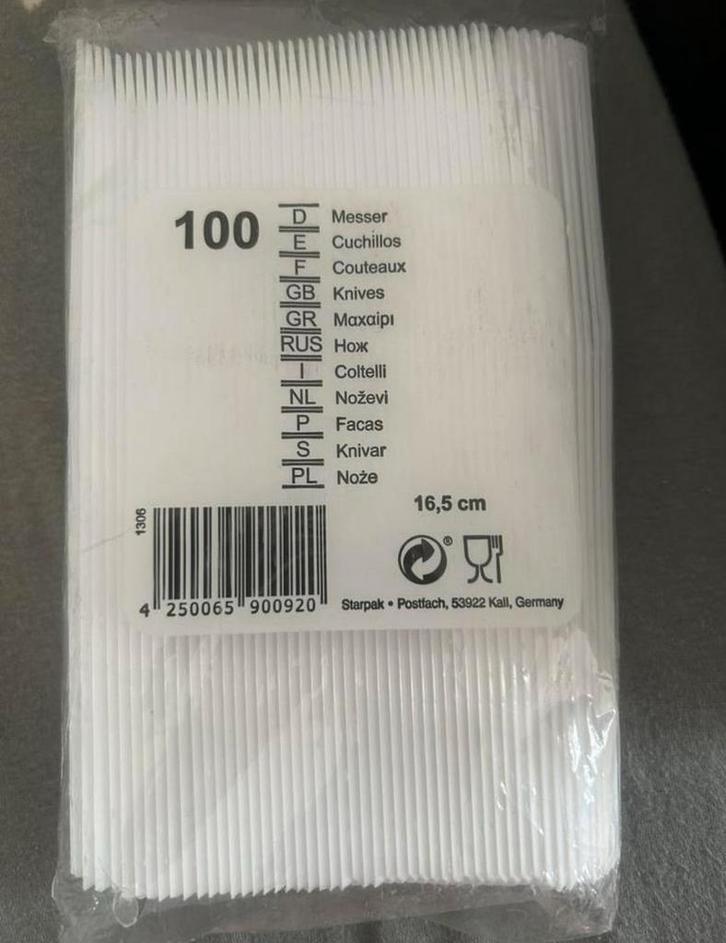 100
D Messer
E Cuchillos
F Couteaux
GB Knives
GR Μαχαιρι
RUS Нож
I Coltelli
NL Noževi
P Facas
S Knivar
PL Noże
16,5 cm
1306
®
4 250065 900920
Starpak • Postfach, 53922 Kall, Germany